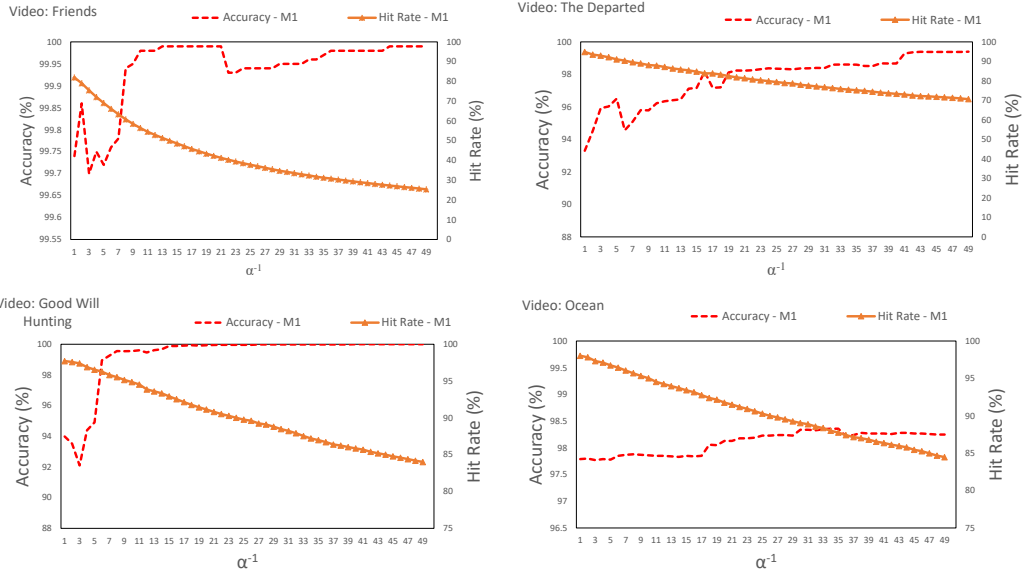 Video: Friends
Accuracy - M1 Hit Rate - M1
Accuracy (%)
100
99.95
99.9
99.85
99.8
99.75
99.7
99.65
99.6
99.55
100
90
80
70
60
50
40
30
20
10
0
Hit Rate (%)
1 3 5 7 9 11 13 15 17 19 21 23 25 27 29 31 33 35 37 39 41 43 45 47 49
α-1
Video: The Departed
Accuracy - M1 Hit Rate - M1
Accuracy (%)
100
98
96
94
92
90
88
100
90
80
70
60
50
40
30
20
10
0
Hit Rate (%)
1 3 5 7 9 11 13 15 17 19 21 23 25 27 29 31 33 35 37 39 41 43 45 47 49
α-1
Video: Good Will
Hunting
Accuracy - M1 Hit Rate - M1
Accuracy (%)
100
98
96
94
92
90
88
100
95
90
85
80
75
Hit Rate (%)
1 3 5 7 9 11 13 15 17 19 21 23 25 27 29 31 33 35 37 39 41 43 45 47 49
α-1
Video: Ocean
Accuracy - M1 Hit Rate - M1
Accuracy (%)
100
99.5
99
98.5
98
97.5
97
96.5
100
95
90
85
80
75
Hit Rate (%)
1 3 5 7 9 11 13 15 17 19 21 23 25 27 29 31 33 35 37 39 41 43 45 47 49
α-1